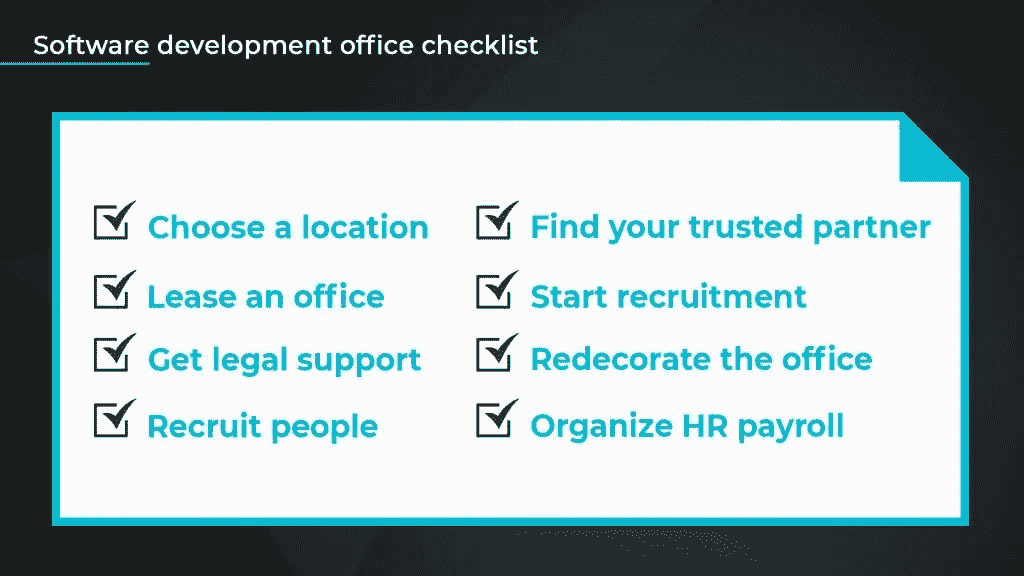 Software development office checklist
Choose a location
Lease an office
Get legal support
Recruit people
Find your trusted partner
Start recruitment
Redecorate the office
Organize HR payroll